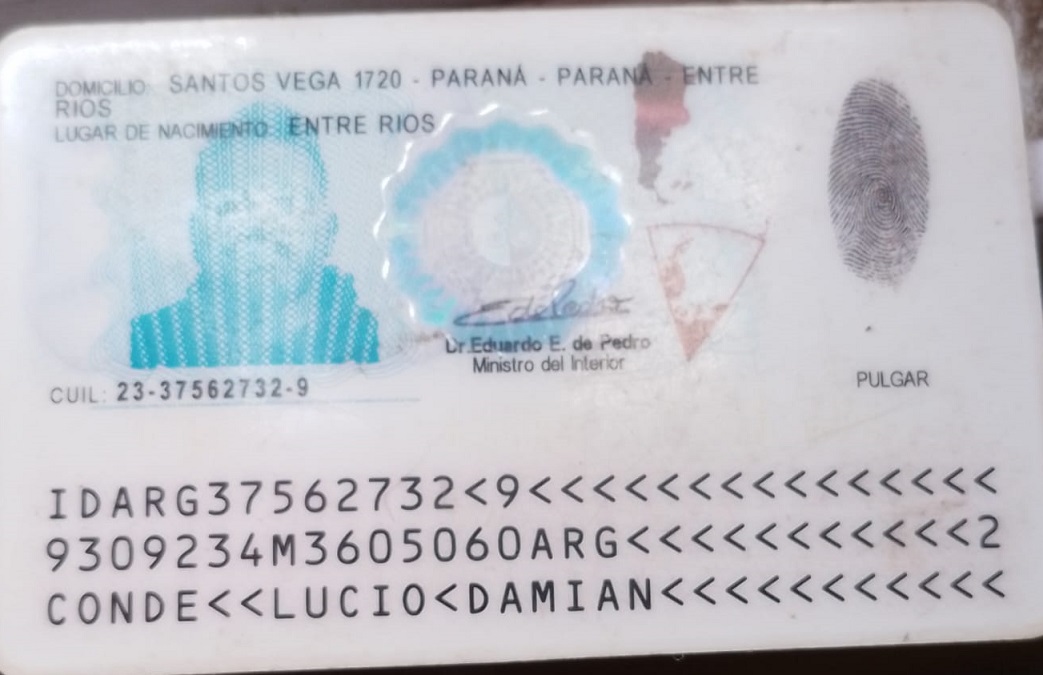 DOMICILIO: SANTOS VEGA 1720 - PARANÁ - PARANÁ - ENTRE
RIOS
LUGAR DE NACIMIENTO: ENTRE RIOS
Dr.Eduardo E. de Pedro
Ministro del Interior
CUIL: 23-37562732-9
PULGAR
IDARG37562732<9<<<<<<<<<<<<<<<
9309234M3605060ARG<<<<<<<<<<<2
CONDE<<LUCIO<DAMIAN<<<<<<<<<<<